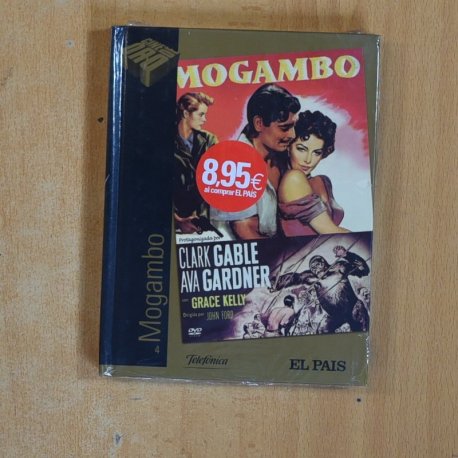 MOGAMBO
8,95€
al comprar EL PAIS
Protagonizada por
CLARK GABLE
AVA GARDNER
con GRACE KELLY
Dirigida por JOHN FORD
DVD
4 Mogambo
Telefónica
EL PAIS